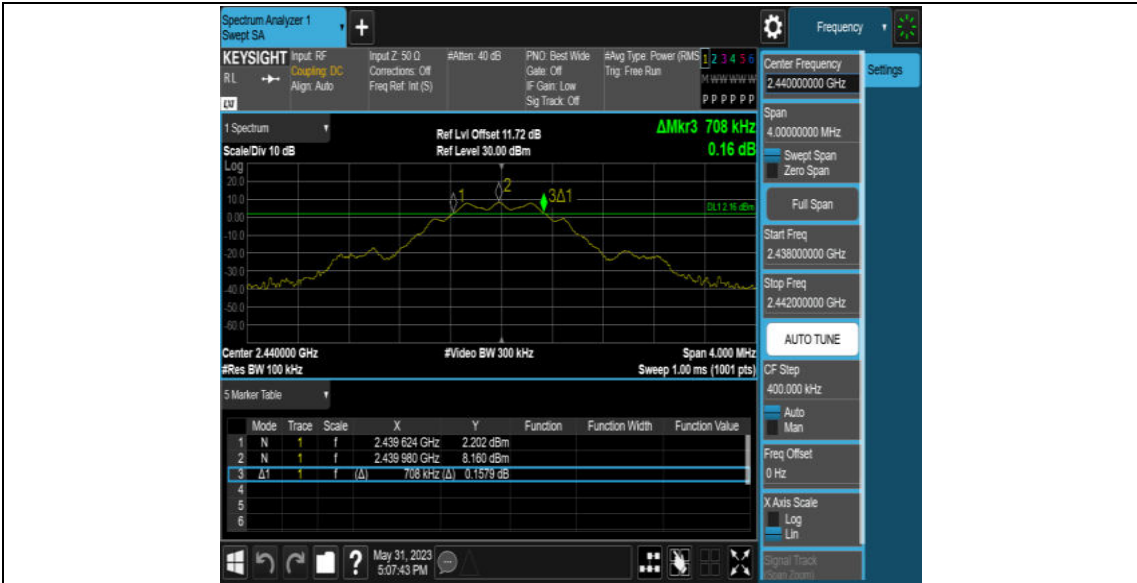 Spectrum Analyzer 1
Swept SA
+
Frequency
KEYSIGHT Input: RF Input Z: 50 Ω #Atten: 40 dB PNO: Best Wide #Avg Type: Power (RMS 1 2 3 4 5 6
RL Coupling: DC Corrections: Off Gate: Off Trig: Free Run M W W W W W
Align: Auto Freq Ref: Int (S) IF Gain: Low
LXI Sig Track: Off P P P P P P
1 Spectrum
Ref Lvl Offset 11.72 dB ΔMkr3 708 kHz
Scale/Div 10 dB Ref Level 30.00 dBm 0.16 dB
Log
20.0
10.0
0.00
-10.0
-20.0
-30.0
-40.0
-50.0
-60.0
1
2
3Δ1
DL1 2.16 dBm
Center 2.440000 GHz #Video BW 300 kHz Span 4.000 MHz
#Res BW 100 kHz Sweep 1.00 ms (1001 pts)
5 Marker Table
Mode Trace Scale X Y Function Function Width Function Value
1 N 1 f 2.439 624 GHz 2.202 dBm
2 N 1 f 2.439 980 GHz 8.160 dBm
3 Δ1 1 f (Δ) 708 kHz (Δ) 0.1579 dB
4
5
6
May 31, 2023
5:07:43 PM
Center Frequency
2.440000000 GHz
Settings
Span
4.00000000 MHz
Swept Span
Zero Span
Full Span
Start Freq
2.438000000 GHz
Stop Freq
2.442000000 GHz
AUTO TUNE
CF Step
400.000 kHz
Auto
Man
Freq Offset
0 Hz
X Axis Scale
Log
Lin
Signal Track
(Span Zoom)